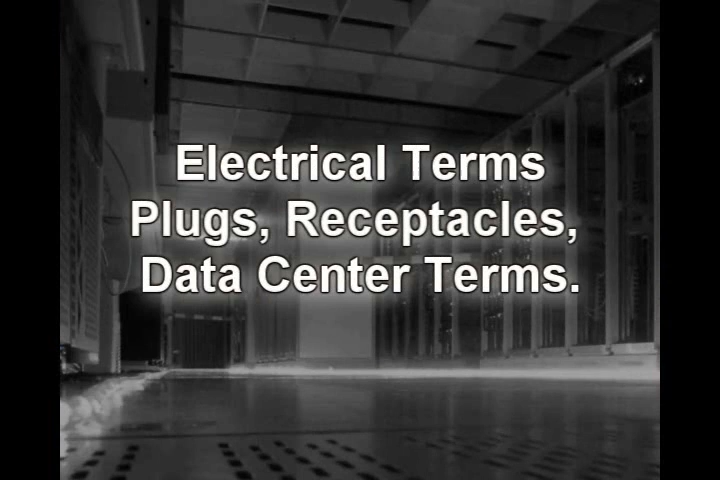 Electrical Terms
Plugs, Receptacles,
Data Center Terms.